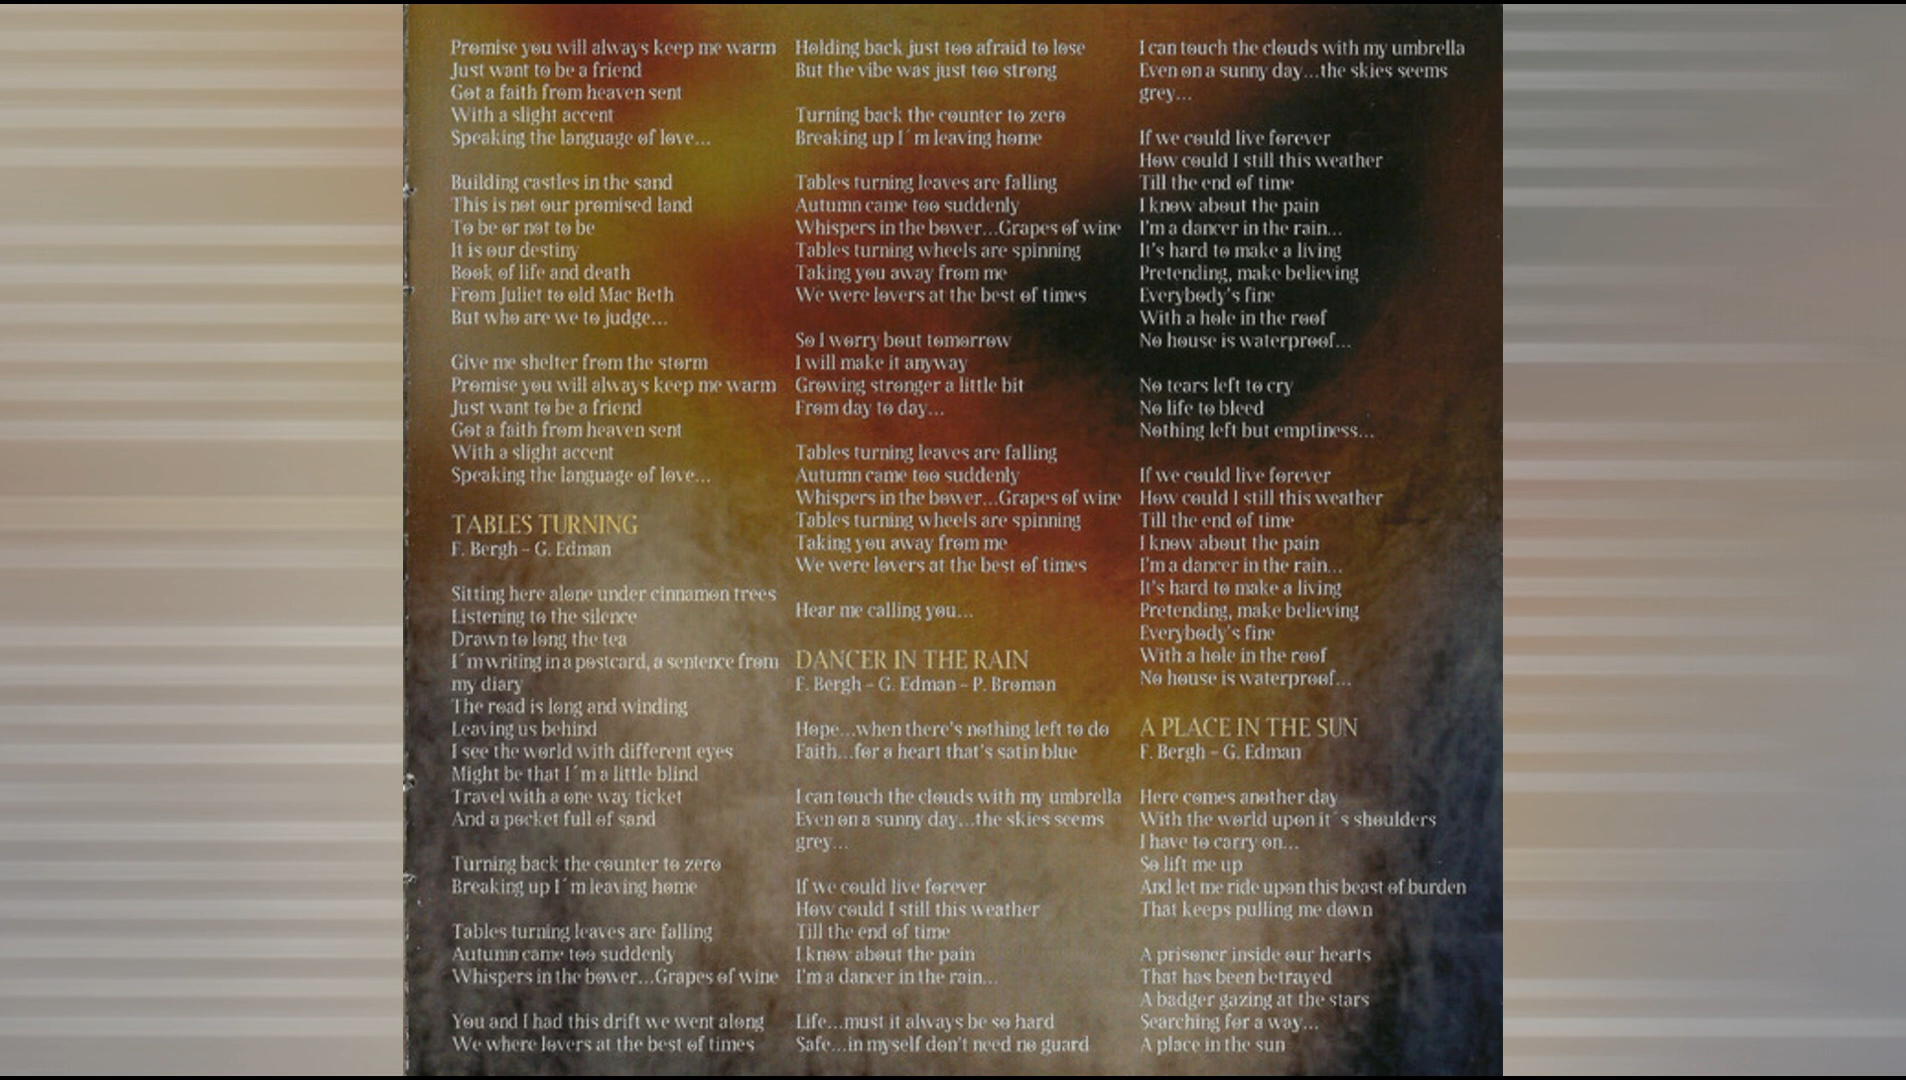 Promise you will always keep me warm
Just want to be a friend
Got a faith from heaven sent
With a slight accent
Speaking the language of love...
Building castles in the sand
This is not our promised land
To be or not to be
It is our destiny
Book of life and death
From Juliet to old Mac Beth
But who are we to judge...
Give me shelter from the storm
Promise you will always keep me warm
Just want to be a friend
Got a faith from heaven sent
With a slight accent
Speaking the language of love...
TABLES TURNING
F. Bergh – G. Edman
Sitting here alone under cinnamon trees
Listening to the silence
Drawn to long the tea
I´m writing in a postcard, a sentence from
my diary
The road is long and winding
Leaving us behind
I see the world with different eyes
Might be that I´m a little blind
Travel with a one way ticket
And a pocket full of sand
Turning back the counter to zero
Breaking up I´m leaving home
Tables turning leaves are falling
Autumn came too suddenly
Whispers in the bower...Grapes of wine
You and I had this drift we went along
We where lovers at the best of times
Holding back just too afraid to lose
But the vibe was just too strong
Turning back the counter to zero
Breaking up I´m leaving home
Tables turning leaves are falling
Autumn came too suddenly
Whispers in the bower...Grapes of wine
Tables turning wheels are spinning
Taking you away from me
We were lovers at the best of times
So I worry bout tomorrow
I will make it anyway
Growing stronger a little bit
From day to day...
Tables turning leaves are falling
Autumn came too suddenly
Whispers in the bower...Grapes of wine
Tables turning wheels are spinning
Taking you away from me
We were lovers at the best of times
Hear me calling you...
DANCER IN THE RAIN
F. Bergh – G. Edman – P. Broman
Hope...when there's nothing left to do
Faith...for a heart that's satin blue
I can touch the clouds with my umbrella
Even on a sunny day...the skies seems
grey...
If we could live forever
How could I still this weather
Till the end of time
I know about the pain
I'm a dancer in the rain...
Life...must it always be so hard
Safe...in myself don't need no guard
I can touch the clouds with my umbrella
Even on a sunny day...the skies seems
grey...
If we could live forever
How could I still this weather
Till the end of time
I know about the pain
I'm a dancer in the rain...
It's hard to make a living
Pretending, make believing
Everybody's fine
With a hole in the roof
No house is waterproof...
No tears left to cry
No life to bleed
Nothing left but emptiness...
If we could live forever
How could I still this weather
Till the end of time
I know about the pain
I'm a dancer in the rain...
It's hard to make a living
Pretending, make believing
Everybody's fine
With a hole in the roof
No house is waterproof...
A PLACE IN THE SUN
F. Bergh – G. Edman
Here comes another day
With the world upon it´s shoulders
I have to carry on...
So lift me up
And let me ride upon this beast of burden
That keeps pulling me down
A prisoner inside our hearts
That has been betrayed
A badger gazing at the stars
Searching for a way...
A place in the sun